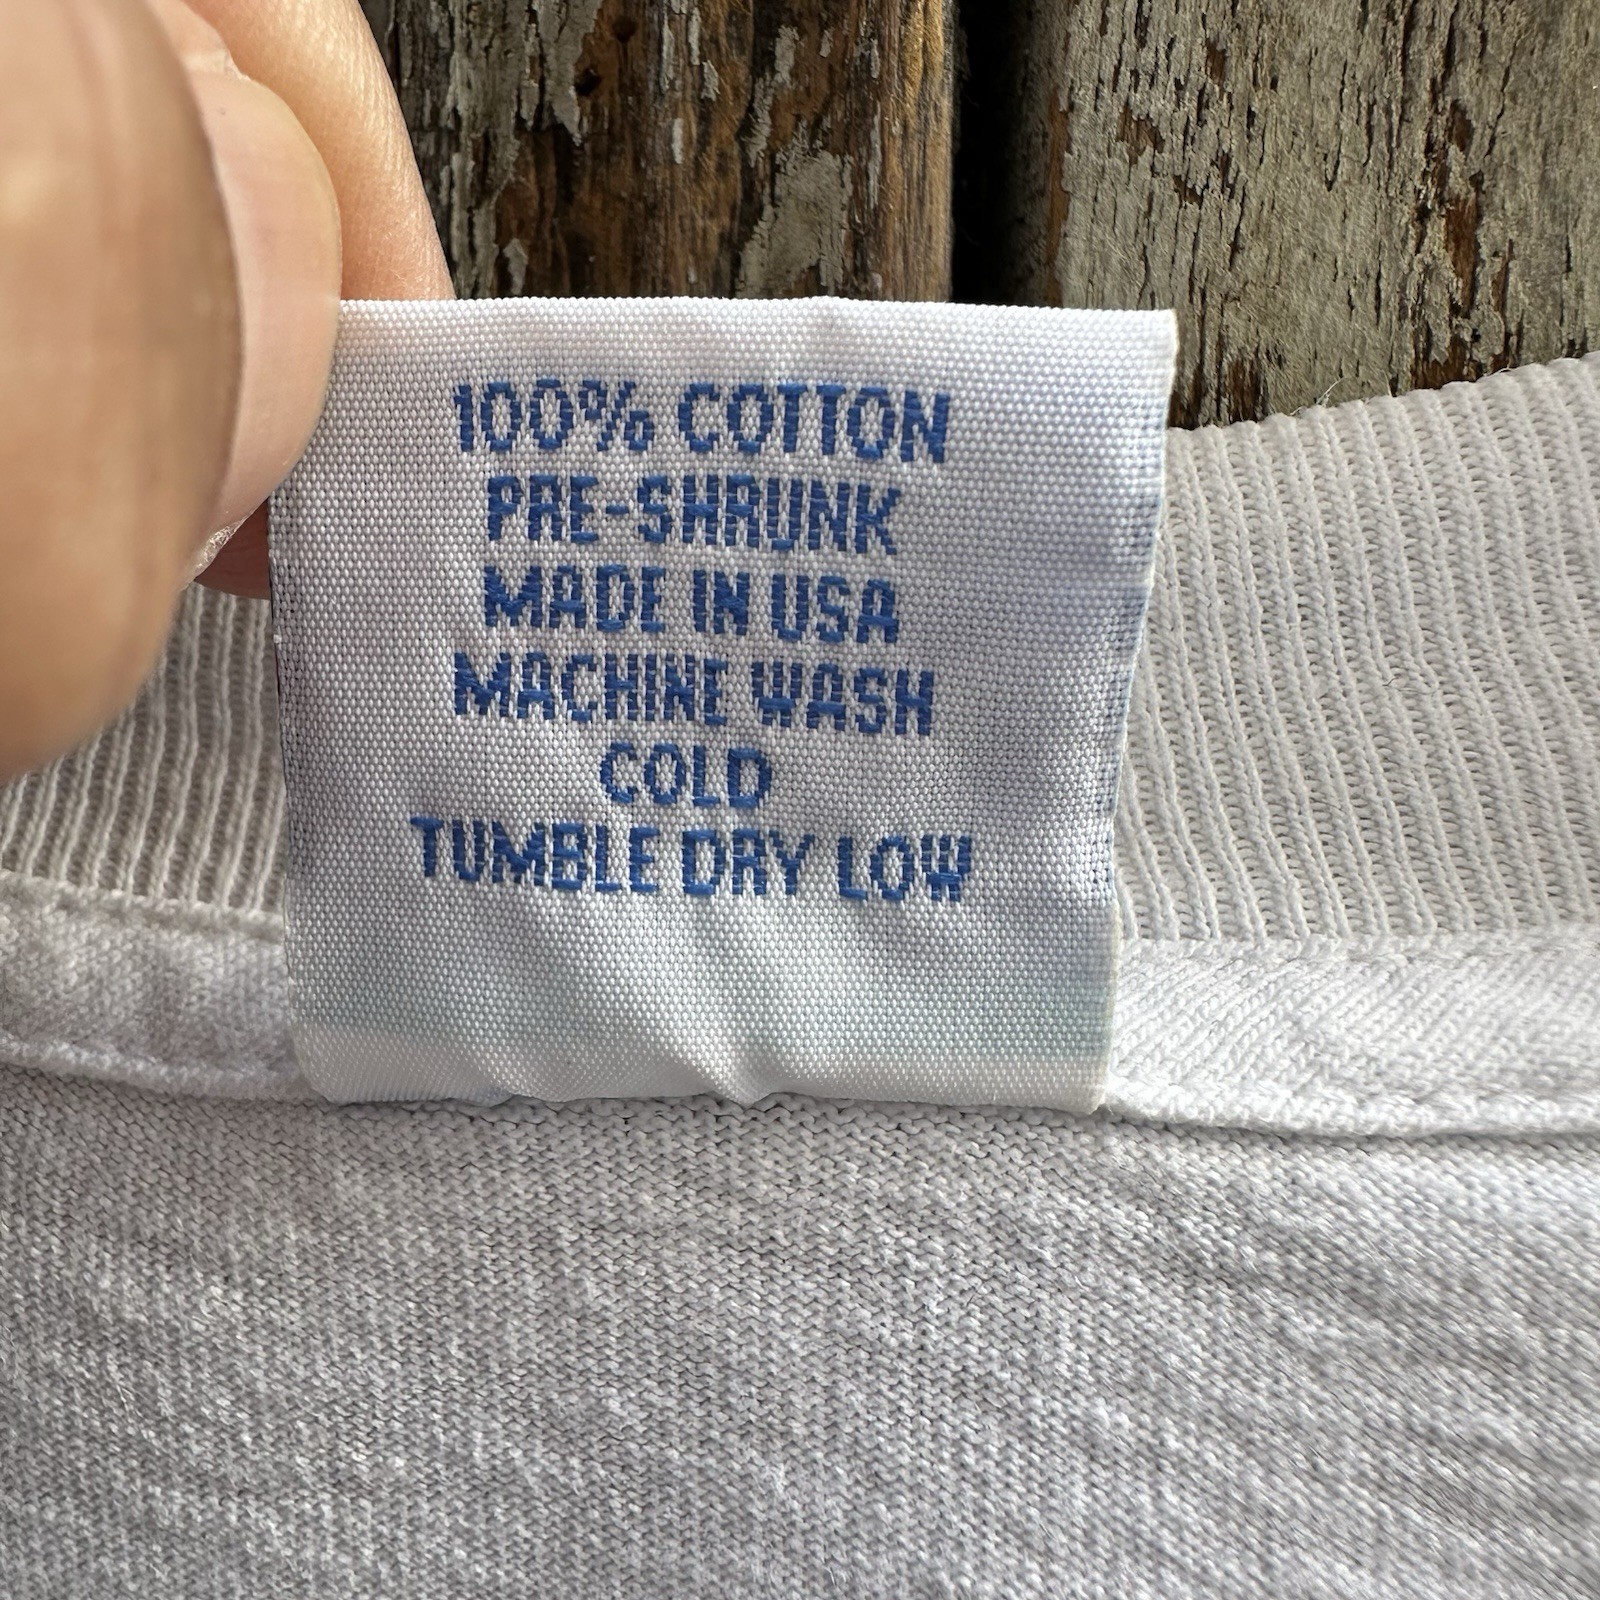 100% COTTON
PRE-SHRUNK
MADE IN USA
MACHINE WASH
COLD
TUMBLE DRY LOW